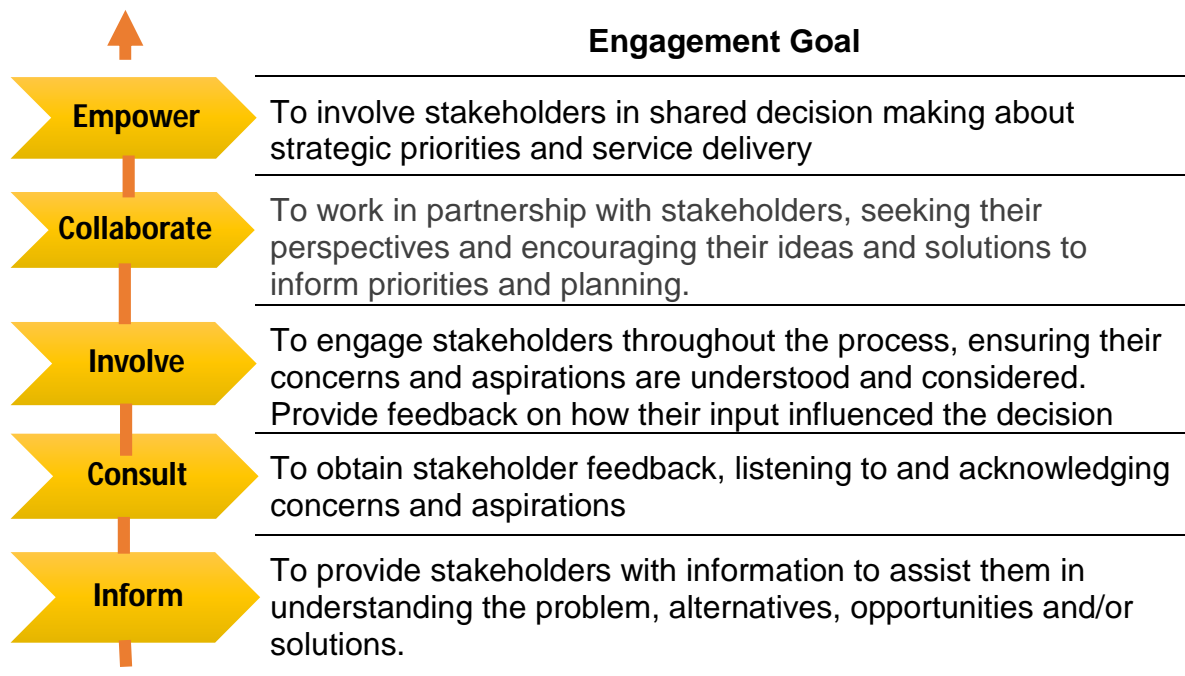 Engagement Goal
Empower
To involve stakeholders in shared decision making about
strategic priorities and service delivery
Collaborate
To work in partnership with stakeholders, seeking their
perspectives and encouraging their ideas and solutions to
inform priorities and planning.
Involve
To engage stakeholders throughout the process, ensuring their
concerns and aspirations are understood and considered.
Provide feedback on how their input influenced the decision
Consult
To obtain stakeholder feedback, listening to and acknowledging
concerns and aspirations
Inform
To provide stakeholders with information to assist them in
understanding the problem, alternatives, opportunities and/or
solutions.